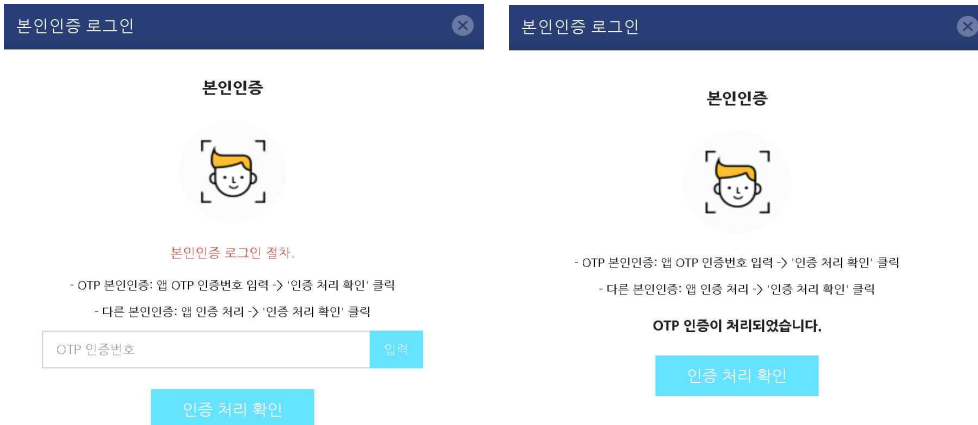 본인인증 로그인
본인인증
본인인증 로그인 절차.
- OTP 본인인증: 앱 OTP 인증번호 입력 -> '인증 처리 확인' 클릭
- 다른 본인인증: 앱 인증 처리 -> '인증 처리 확인' 클릭
OTP 인증번호
입력
인증 처리 확인
본인인증 로그인
본인인증
- OTP 본인인증: 앱 OTP 인증번호 입력 -> '인증 처리 확인' 클릭
- 다른 본인인증: 앱 인증 처리 -> '인증 처리 확인' 클릭
OTP 인증이 처리되었습니다.
인증 처리 확인